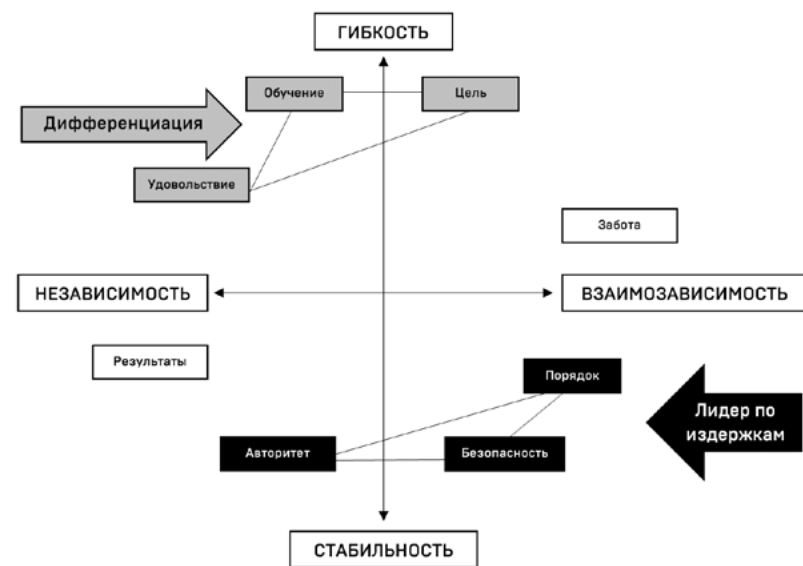 ГИБКОСТЬ
Обучение
Цель
Дифференциация
Удовольствие
Забота
НЕЗАВИСИМОСТЬ
ВЗАИМОЗАВИСИМОСТЬ
Результаты
Порядок
Лидер по
издержкам
Авторитет
Безопасность
СТАБИЛЬНОСТЬ